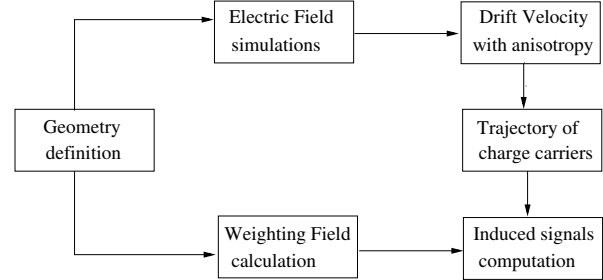 Electric Field
simulations
Drift Velocity
with anisotropy
Geometry
definition
Trajectory of
charge carriers
Weighting Field
calculation
Induced signals
computation